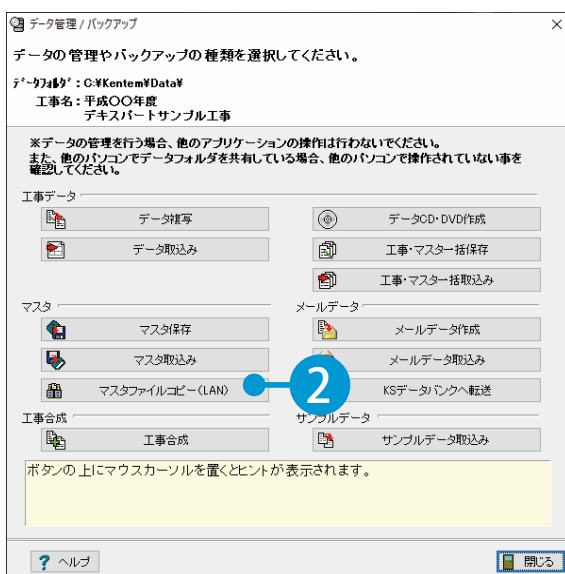 データ管理 / バックアップ
データの管理やバックアップの種類を選択してください。
ﾃﾞｰﾀﾌｫﾙﾀﾞ：C:¥Kentem¥Data¥
工事名：平成〇〇年度
デキスパートサンプル工事
※データの管理を行う場合、他のアプリケーションの操作は行わないでください。
また、他のパソコンでデータフォルダを共有している場合、他のパソコンで操作されていない事を
確認してください。
工事データ
データ複写
データCD・DVD作成
データ取込み
工事・マスタ一括保存
工事・マスタ一括取込み
マスタ
メールデータ
マスタ保存
メールデータ作成
マスタ取込み
メールデータ取込み
マスタファイルコピー(LAN)
2
KSデータバンクへ転送
工事合成
サンプルデータ
工事合成
サンプルデータ取込み
ボタンの上にマウスカーソルを置くとヒントが表示されます。
? ヘルプ
閉じる